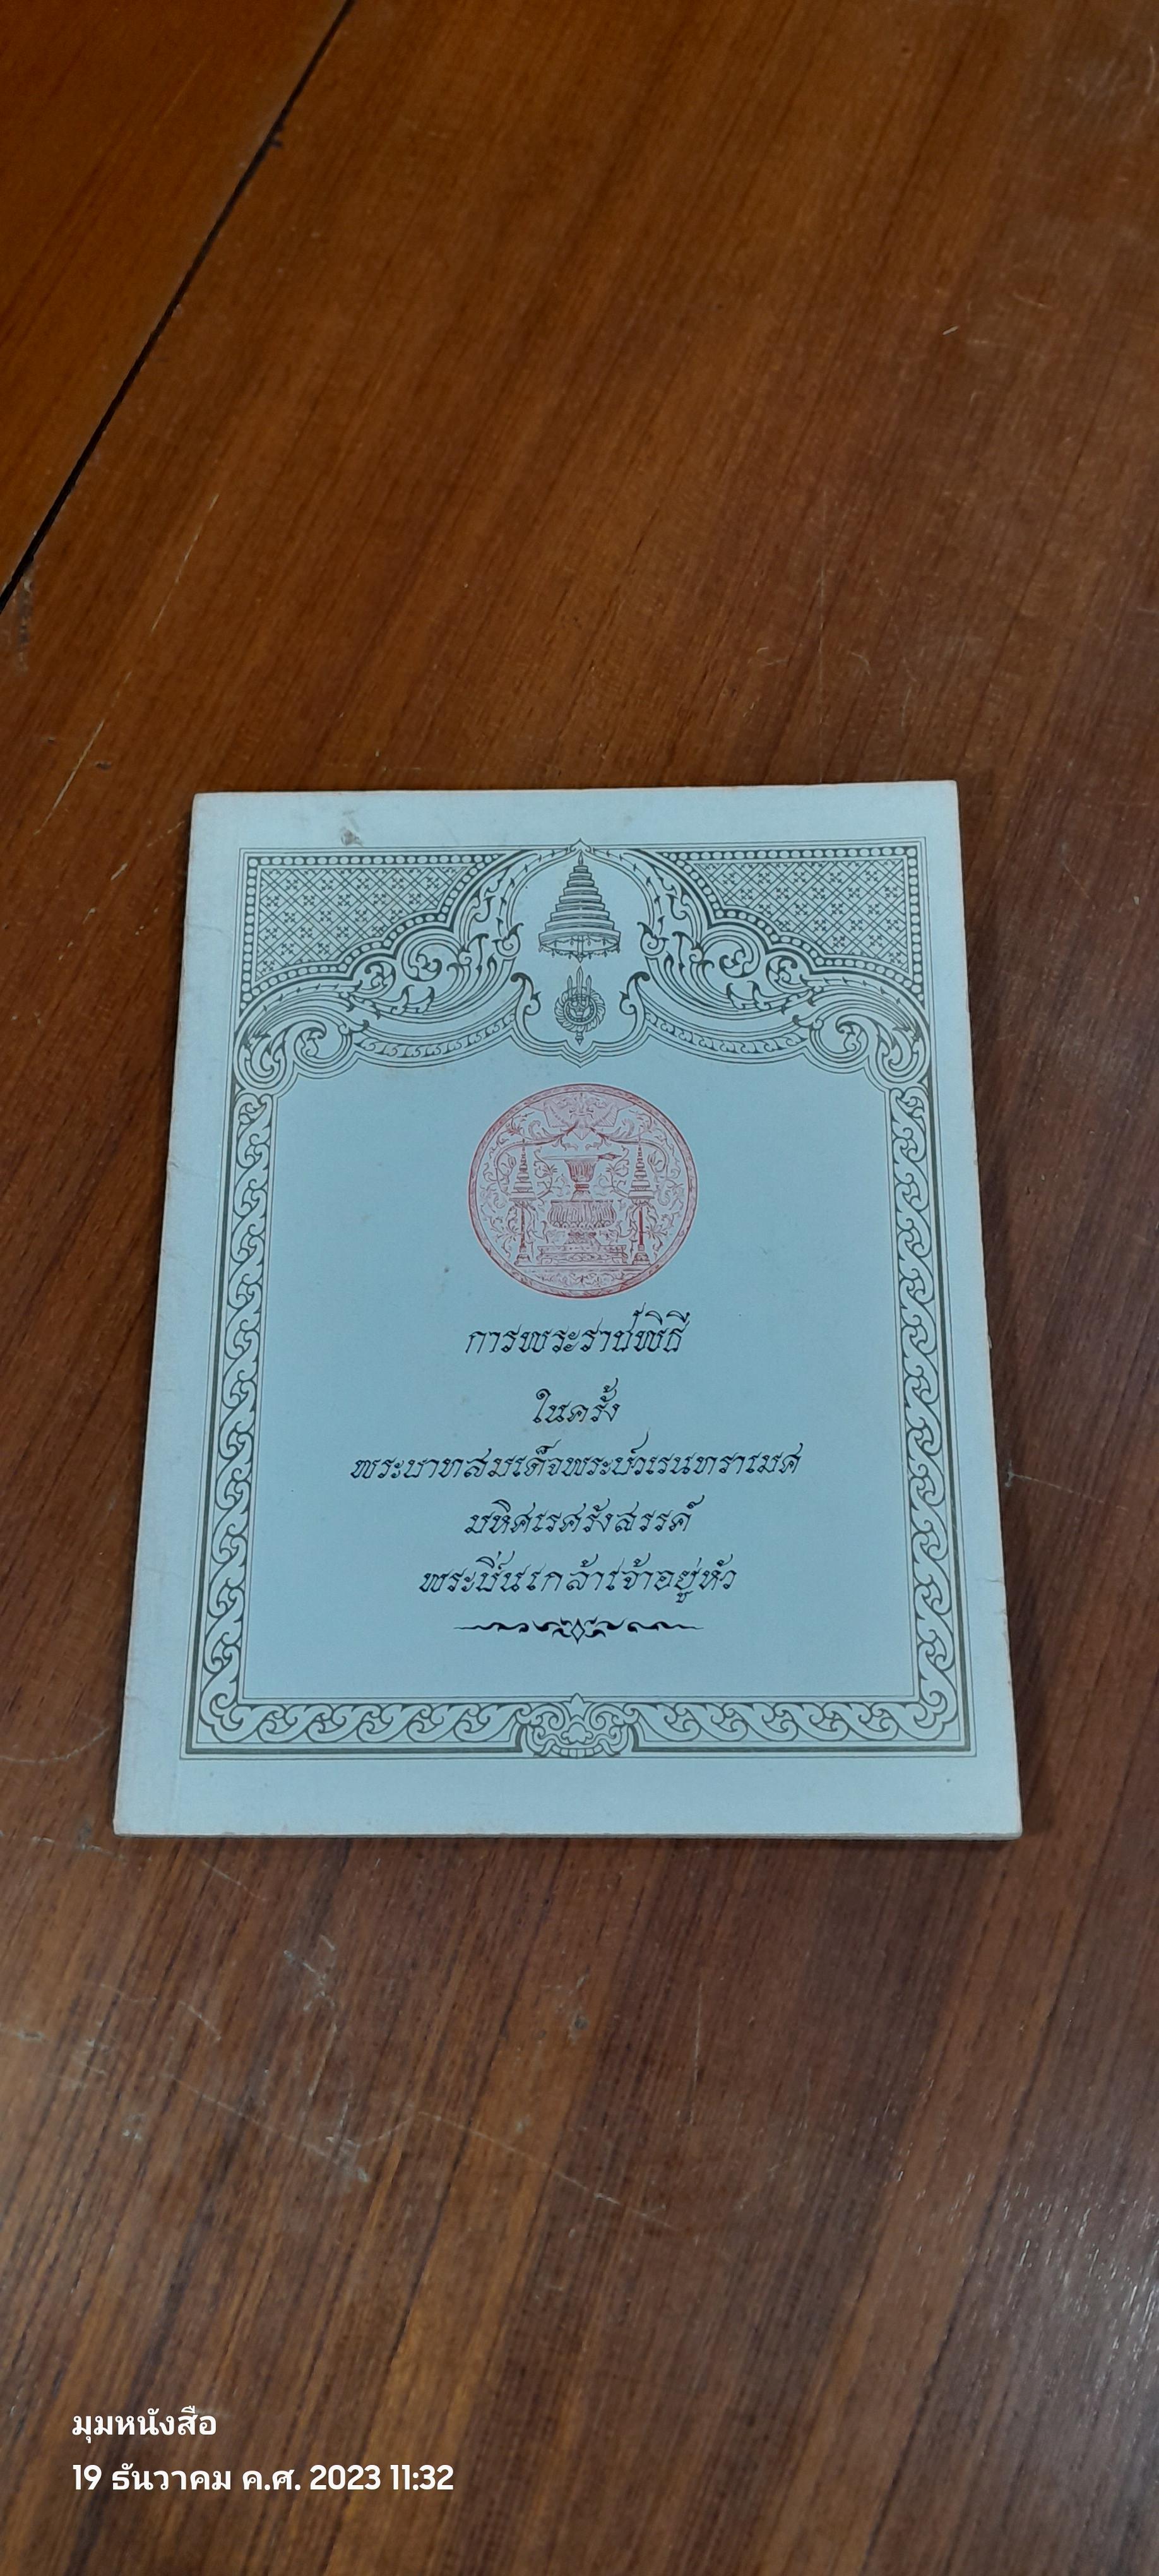 การพระราชพิธี
ในครั้ง
พระบาทสมเด็จพระปวเรนทราเมศ
มหิศเรศรังสรรค์
พระปิ่นเกล้าเจ้าอยู่หัว
มุมหนังสือ
19 ธันวาคม ค.ศ. 2023 11:32